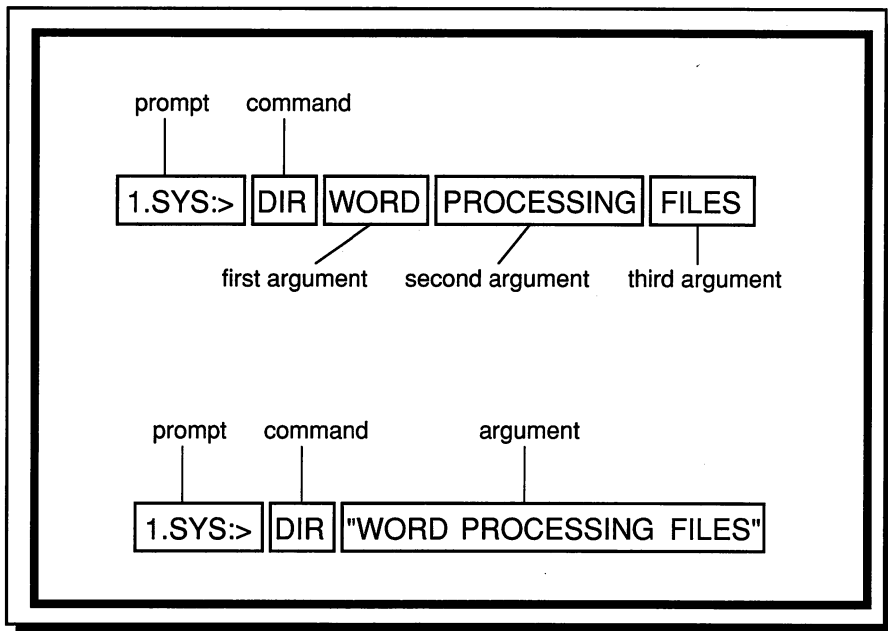 prompt command
1.SYS:> DIR WORD PROCESSING FILES
first argument second argument third argument
prompt command argument
1.SYS:> DIR "WORD PROCESSING FILES"